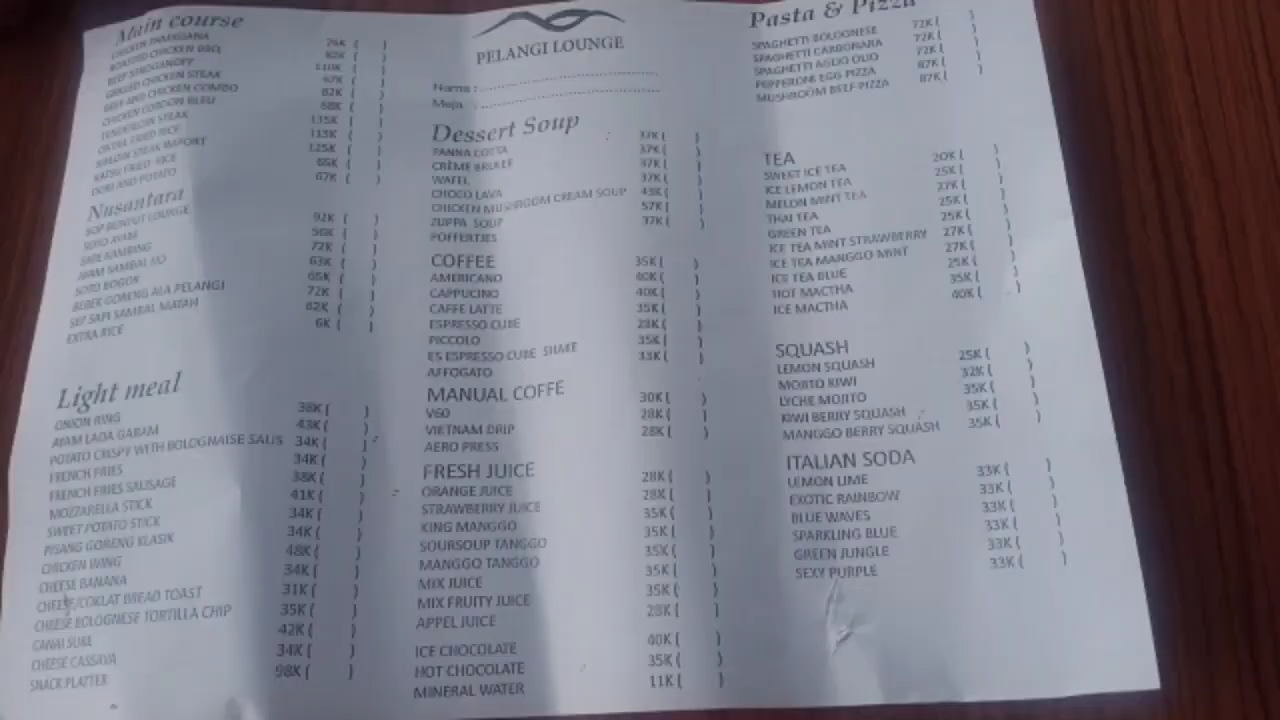 Main course
CHICKEN PAMIGIANA 76K ( )
ROASTED CHICKEN BBQ 82K ( )
BEEF STROGANOFF 110K ( )
GRILLED CHICKEN STEAK 67K ( )
BEEF AND CHICKEN COMBO 82K ( )
CHICKEN CORDON BLEU 68K ( )
TENDERLOIN STEAK 135K ( )
OXTAIL FRIED RICE 115K ( )
SIRLOIN STEAK IMPORT 125K ( )
KATSU FRIED RICE 65K ( )
DORI AND POTATO 67K ( )
Nusantara
SOP BUNTUT LOUNGE 92K ( )
SOTO AYAM 56K ( )
SATE KAMBING 72K ( )
AYAM SAMBAL IJO 63K ( )
SOTO BOGOR 65K ( )
BEBEK GORENG ALA PELANGI 72K ( )
SEI SAPI SAMBAL MATAH 62K ( )
EXTRA RICE 6K ( )
Light meal
ONION RING 38K ( )
AYAM LADA GARAM 43K ( )
POTATO CRISPY WITH BOLOGNAISE SAUS 34K ( )
FRENCH FRIES 34K ( )
FRENCH FRIES SAUSAGE 38K ( )
MOZZARELLA STICK 41K ( )
SWEET POTATO STICK 34K ( )
PISANG GORENG KLASIK 34K ( )
CHICKEN WING 48K ( )
CHEESE BANANA 34K ( )
CHEESE/COKLAT BREAD TOAST 31K ( )
CHEESE BOLOGNESE TORTILLA CHIP 35K ( )
CANAI SUKE 42K ( )
CHEESE CASSAVA 34K ( )
SNACK PLATTER 98K ( )
PELANGI LOUNGE
Nama :
Meja :
Dessert Soup
PANNA COTTA 37K ( )
CRÈME BRULEE 37K ( )
WAFEL 37K ( )
CHOCO LAVA 37K ( )
CHICKEN MUSHROOM CREAM SOUP 43K ( )
ZUPPA SOUP 57K ( )
POFFERTJES 37K ( )
COFFEE
AMERICANO 35K ( )
CAPPUCINO 40K ( )
CAFFE LATTE 40K ( )
ESPRESSO CUBE 35K ( )
PICCOLO 28K ( )
ES ESPRESSO CUBE SHAKE 35K ( )
AFFOGATO 33K ( )
MANUAL COFFE
V60 30K ( )
VIETNAM DRIP 28K ( )
AERO PRESS 28K ( )
FRESH JUICE
ORANGE JUICE 28K ( )
STRAWBERRY JUICE 28K ( )
KING MANGGO 35K ( )
SOURSOUP TANGGO 35K ( )
MANGGO TANGGO 35K ( )
MIX JUICE 35K ( )
MIX FRUITY JUICE 35K ( )
APPEL JUICE 28K ( )
ICE CHOCOLATE 40K ( )
HOT CHOCOLATE 35K ( )
MINERAL WATER 11K ( )
Pasta & Pizza
SPAGHETTI BOLOGNESE 72K ( )
SPAGHETTI CARBONARA 72K ( )
SPAGHETTI AGLIO OLIO 72K ( )
PEPPERONI EGG PIZZA 87K ( )
MUSHROOM BEEF PIZZA 87K ( )
TEA
SWEET ICE TEA 20K ( )
ICE LEMON TEA 25K ( )
MELON MINT TEA 27K ( )
THAI TEA 25K ( )
GREEN TEA 25K ( )
ICE TEA MINT STRAWBERRY 27K ( )
ICE TEA MANGGO MINT 27K ( )
ICE TEA BLUE 25K ( )
HOT MACTHA 35K ( )
ICE MACTHA 40K ( )
SQUASH
LEMON SQUASH 25K ( )
MOJITO KIWI 32K ( )
LYCHE MOJITO 35K ( )
KIWI BERRY SQUASH 35K ( )
MANGGO BERRY SQUASH 35K ( )
ITALIAN SODA
LEMON LIME 33K ( )
EXOTIC RAINBOW 33K ( )
BLUE WAVES 33K ( )
SPARKLING BLUE 33K ( )
GREEN JUNGLE 33K ( )
SEXY PURPLE 33K ( )